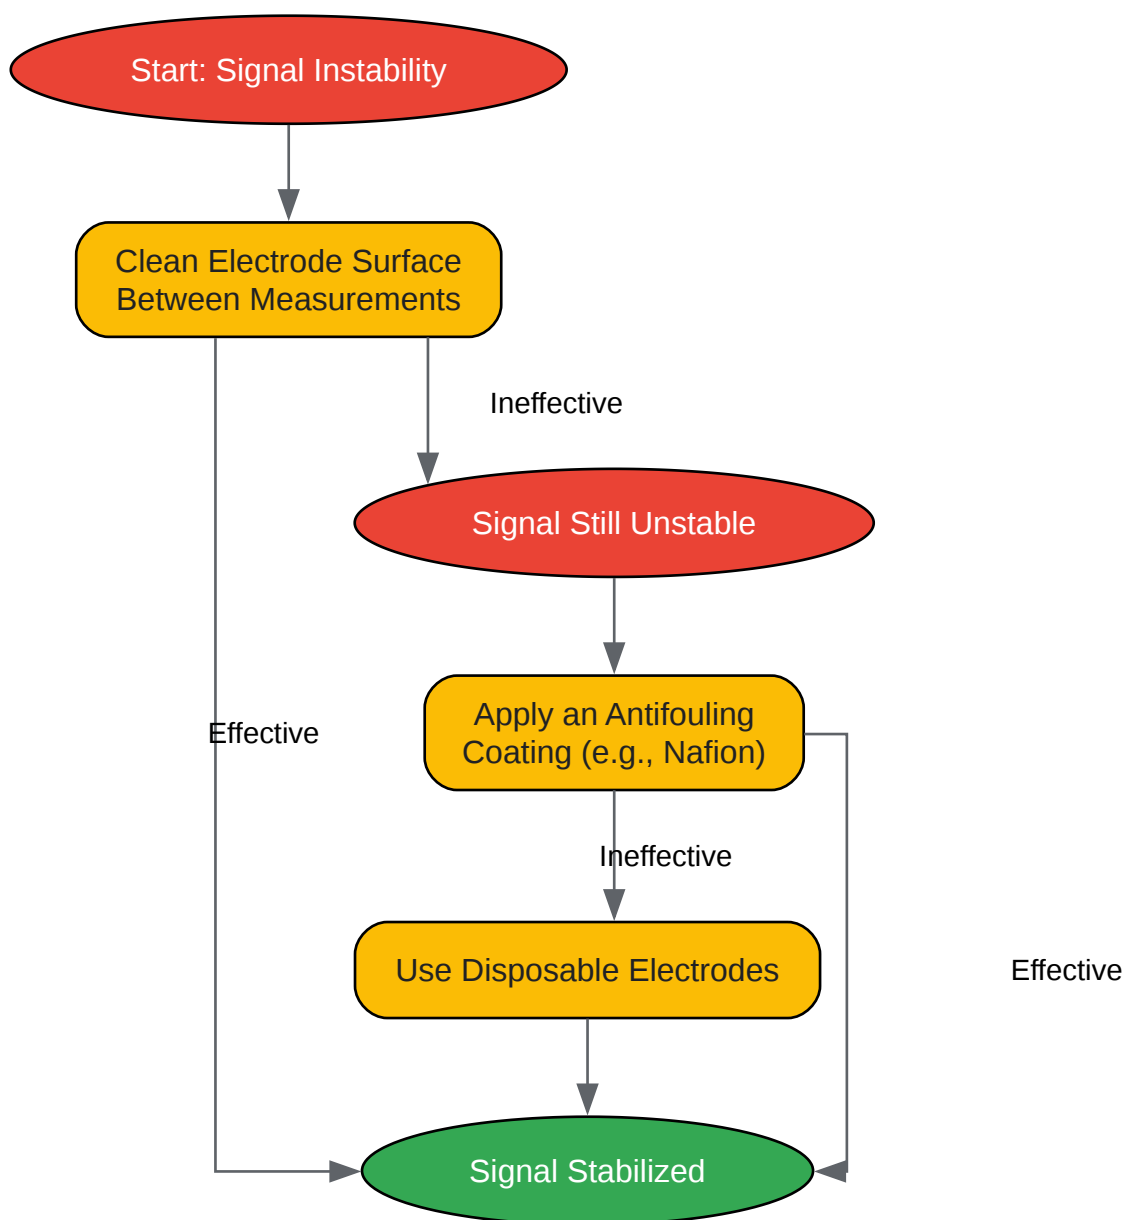 Start: Signal Instability
Clean Electrode Surface
Between Measurements
Ineffective
Signal Still Unstable
Apply an Antifouling
Coating (e.g., Nafion)
Effective
Ineffective
Use Disposable Electrodes
Effective
Signal Stabilized